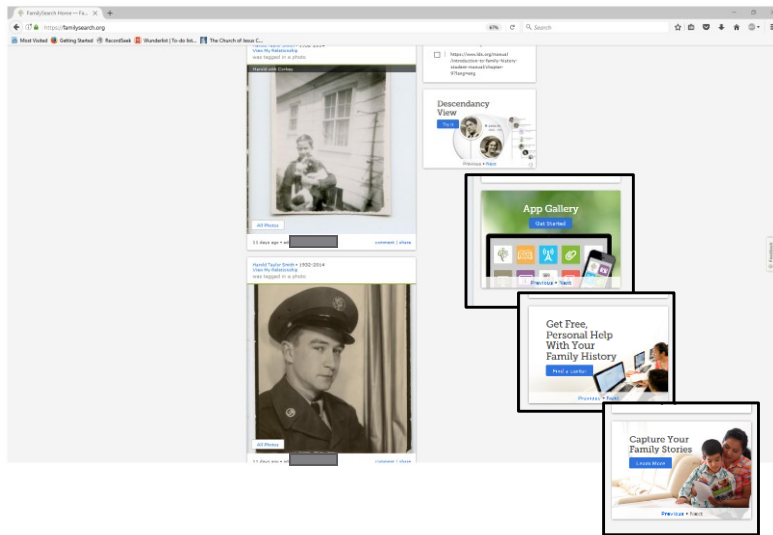 FamilySearch Home — Fa...
https://familysearch.org
67%
Search
Most Visited
Getting Started
RecordSeek
Wunderlist | To-do list...
The Church of Jesus C...
View My Relationship
was tagged in a photo
Harold with Corkey
All Photos
11 days ago •
comment | share
Harold Taylor Smith • 1932-2014
View My Relationship
was tagged in a photo
All Photos
11 days ago •
comment | share
https://www.lds.org/manual
/introduction-to-family-history-
student-manual/chapter-
9?lang=eng
Descendancy
View
Try It
Previous • Next
App Gallery
Get Started
Previous • Next
Get Free,
Personal Help
With Your
Family History
Find a center
Previous • Next
Capture Your
Family Stories
Learn More
Previous • Next
Feedback